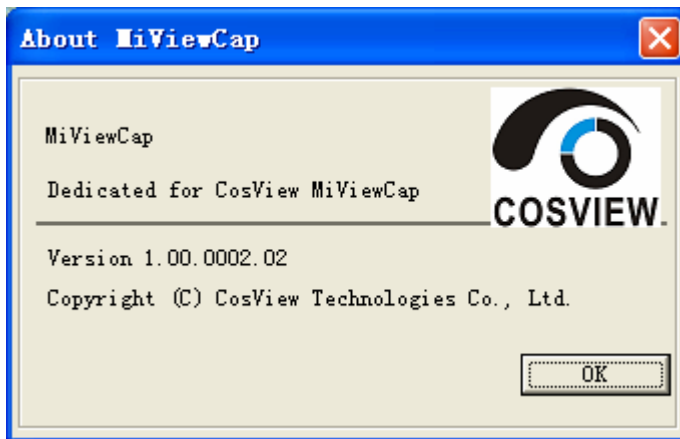 About MiViewCap
MiViewCap
Dedicated for CosView MiViewCap
COSVIEW
Version 1.00.0002.02
Copyright (C) CosView Technologies Co., Ltd.
OK